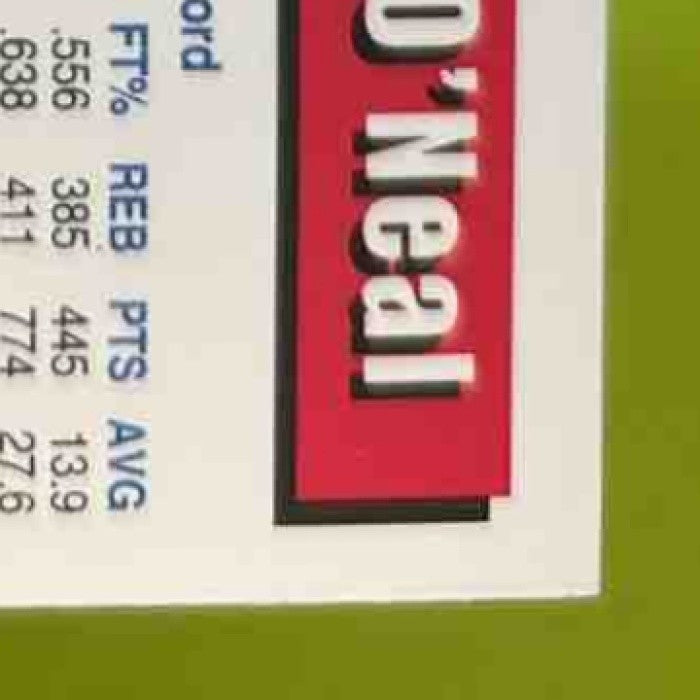 O'Neal
ord
FT% REB PTS AVG
.556 385 445 13.9
.638 411 774 27.6